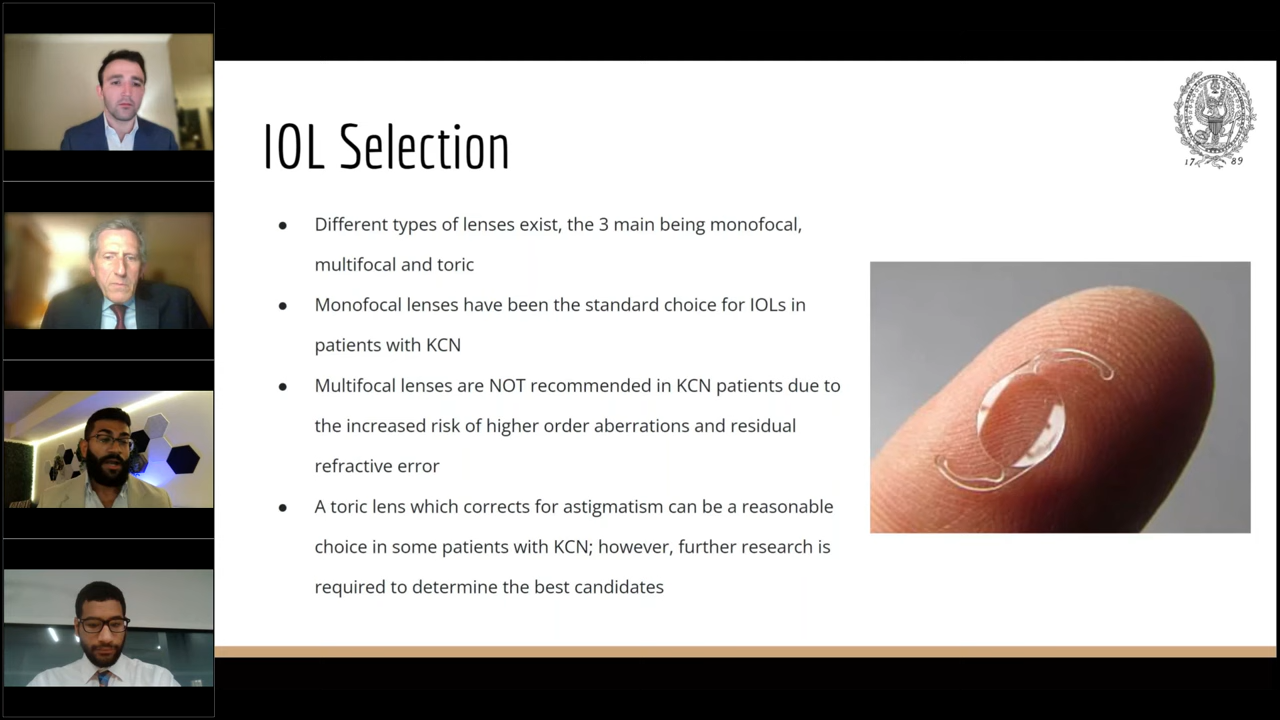 IOL Selection
● Different types of lenses exist, the 3 main being monofocal,
multifocal and toric
● Monofocal lenses have been the standard choice for IOLs in
patients with KCN
● Multifocal lenses are NOT recommended in KCN patients due to
the increased risk of higher order aberrations and residual
refractive error
● A toric lens which corrects for astigmatism can be a reasonable
choice in some patients with KCN; however, further research is
required to determine the best candidates
17 89